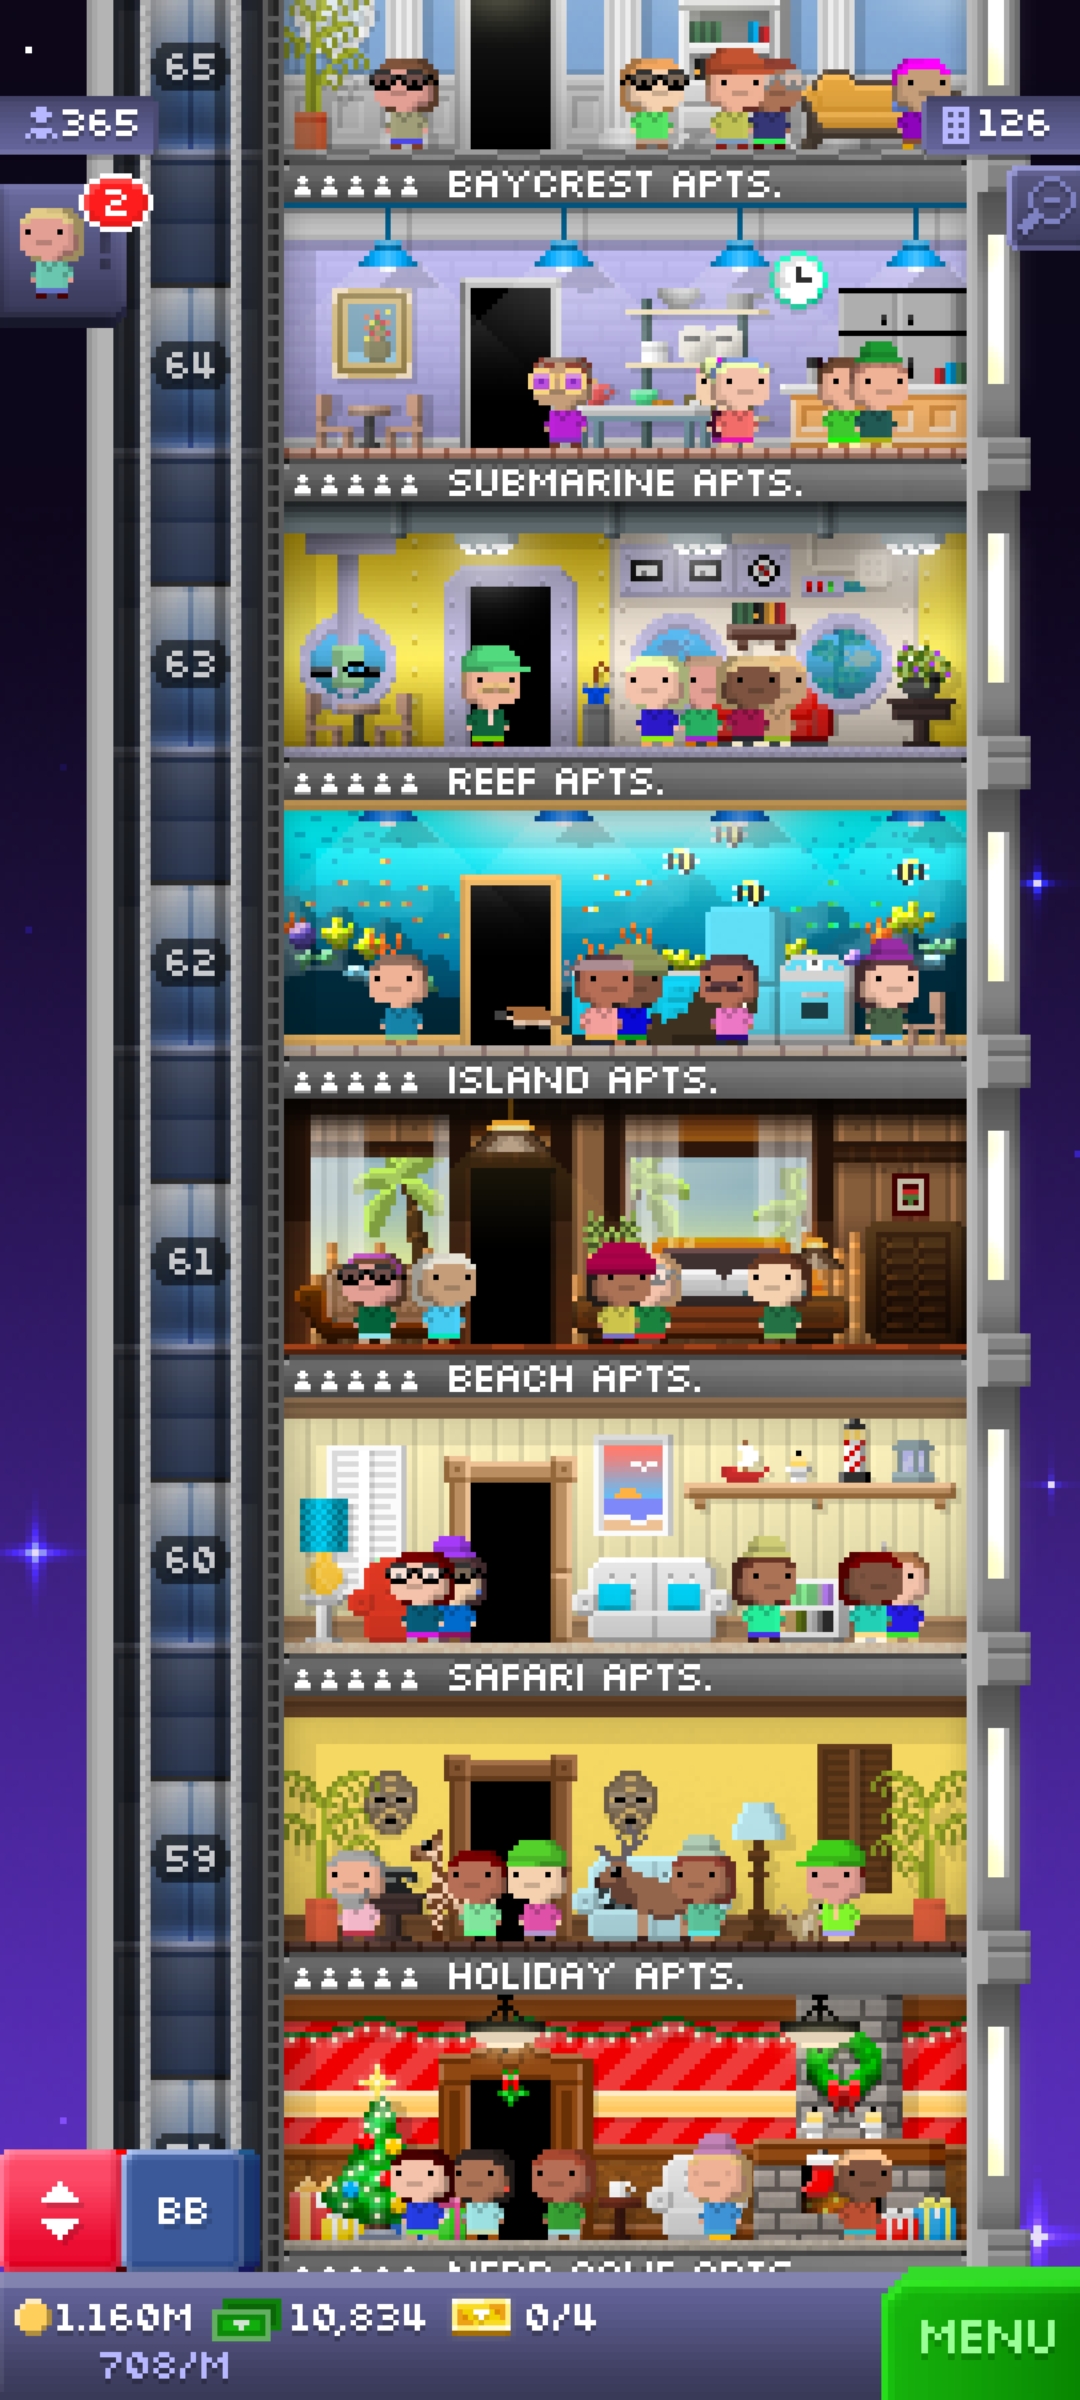 65
365
126
BAYCREST APTS.
2
64
SUBMARINE APTS.
63
REEF APTS.
62
ISLAND APTS.
61
BEACH APTS.
60
SAFARI APTS.
59
HOLIDAY APTS.
BB
1.160M 10,834 0/4
708/M
MENU